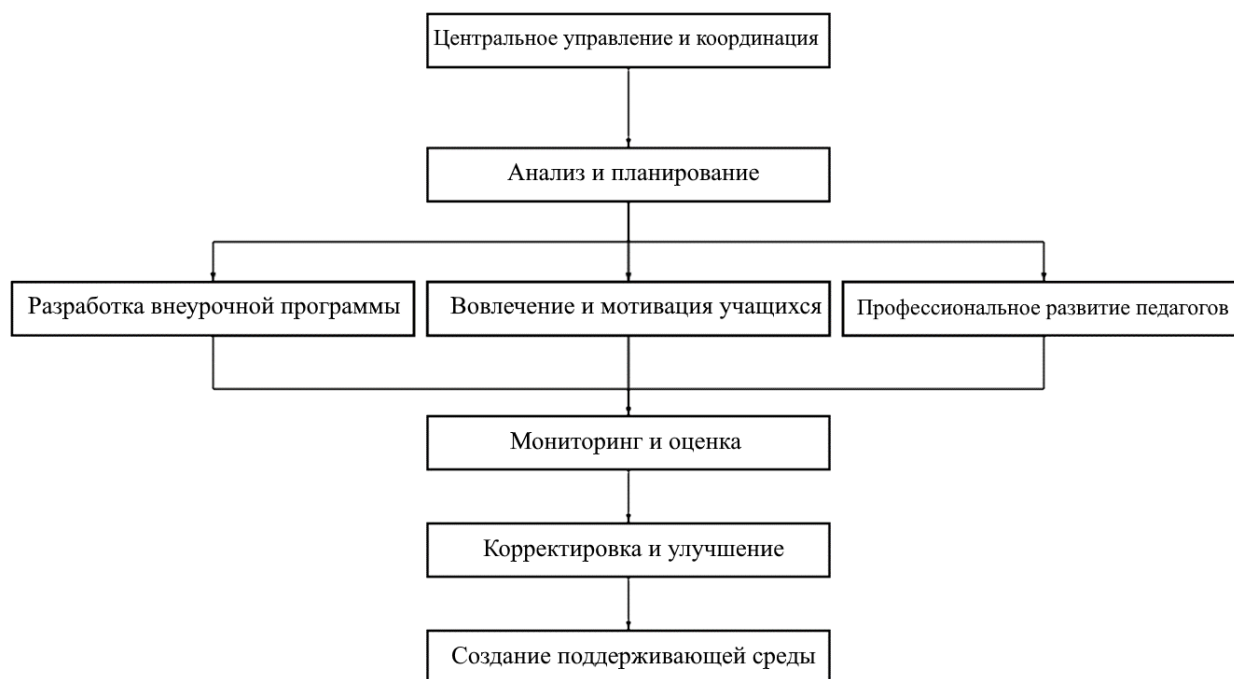 Центральное управление и координация
Анализ и планирование
Разработка внеурочной программы
Вовлечение и мотивация учащихся
Профессиональное развитие педагогов
Мониторинг и оценка
Корректировка и улучшение
Создание поддерживающей среды